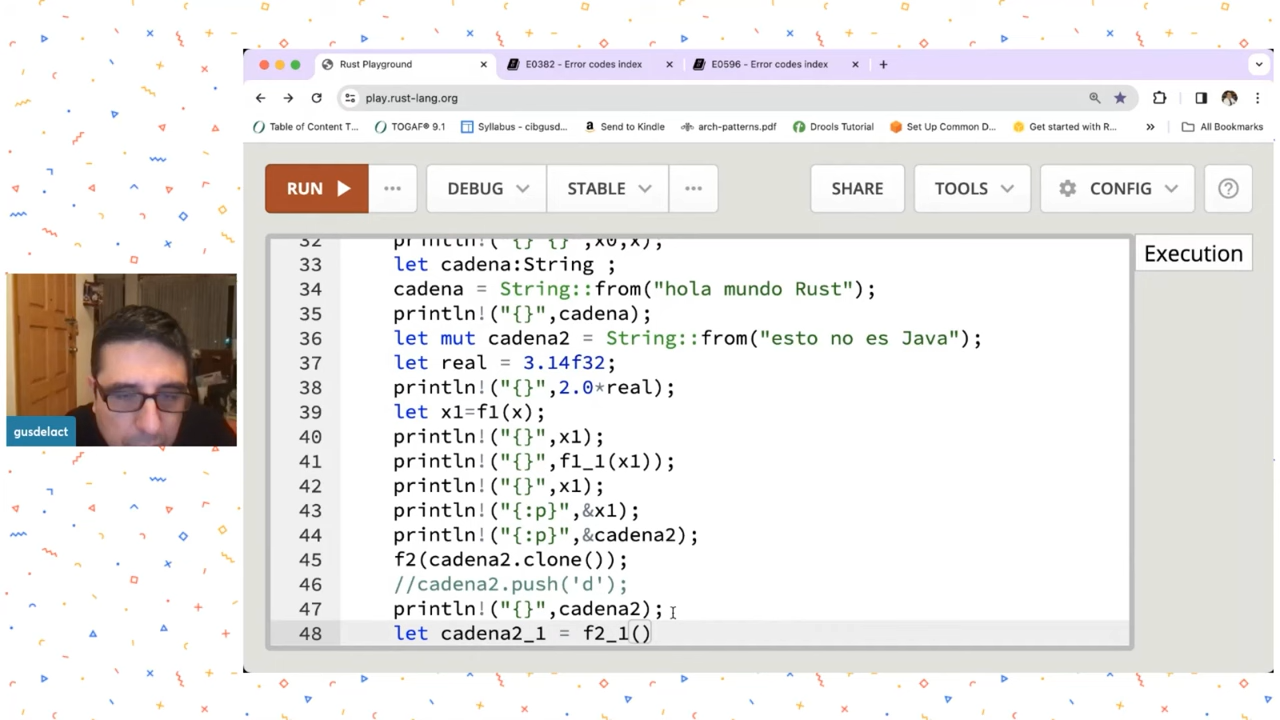 Rust Playground
E0382 - Error codes index
E0596 - Error codes index
play.rust-lang.org
Table of Content T...
TOGAF® 9.1
Syllabus - cibgusd...
Send to Kindle
arch-patterns.pdf
Drools Tutorial
Set Up Common D...
Get started with R...
All Bookmarks
RUN
DEBUG
STABLE
SHARE
TOOLS
CONFIG
Execution
32 println!("{} {}",x0,x);
33 let cadena:String ;
34 cadena = String::from("hola mundo Rust");
35 println!("{}",cadena);
36 let mut cadena2 = String::from("esto no es Java");
37 let real = 3.14f32;
38 println!("{}",2.0*real);
39 let x1=f1(x);
40 println!("{}",x1);
41 println!("{}",f1_1(x1));
42 println!("{}",x1);
43 println!("{:p}",&x1);
44 println!("{:p}",&cadena2);
45 f2(cadena2.clone());
46 //cadena2.push('d');
47 println!("{}",cadena2);
48 let cadena2_1 = f2_1()
gusdelact